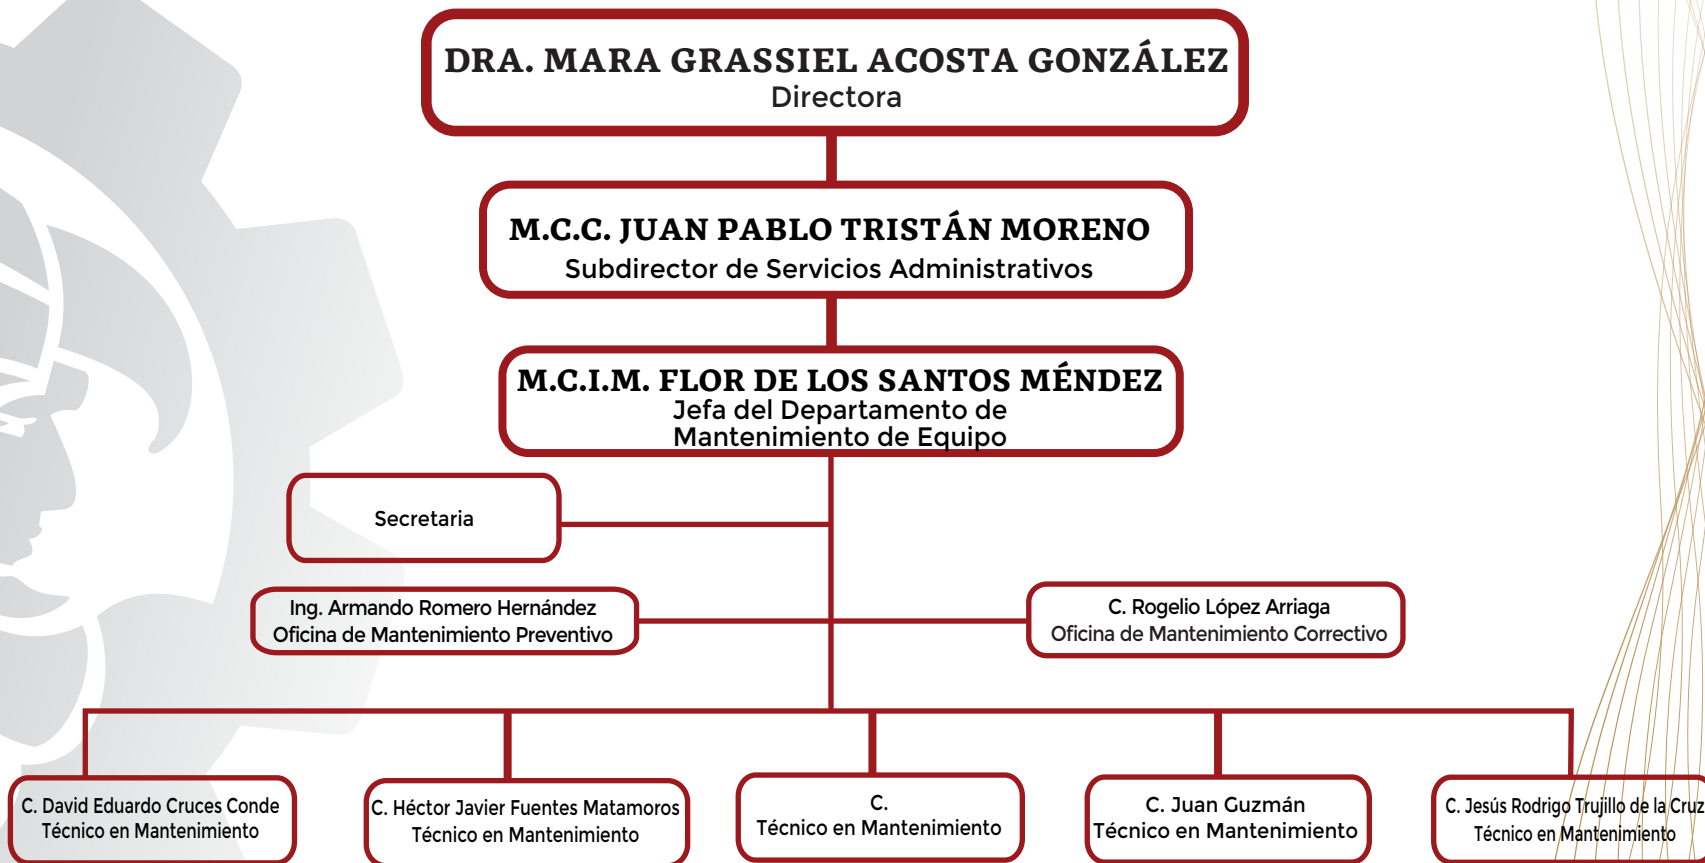 DRA. MARA GRASSIEL ACOSTA GONZÁLEZ
Directora
M.C.C. JUAN PABLO TRISTÁN MORENO
Subdirector de Servicios Administrativos
M.C.I.M. FLOR DE LOS SANTOS MÉNDEZ
Jefa del Departamento de
Mantenimiento de Equipo
Secretaria
Ing. Armando Romero Hernández
Oficina de Mantenimiento Preventivo
C. Rogelio López Arriaga
Oficina de Mantenimiento Correctivo
C. David Eduardo Cruces Conde
Técnico en Mantenimiento
C. Héctor Javier Fuentes Matamoros
Técnico en Mantenimiento
C.
Técnico en Mantenimiento
C. Juan Guzmán
Técnico en Mantenimiento
C. Jesús Rodrigo Trujillo de la Cruz
Técnico en Mantenimiento